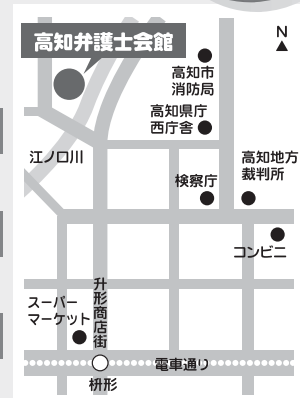 高知弁護士会館
N
高知市
消防局
高知県庁
西庁舎
江ノ口川
高知地方
裁判所
検察庁
コンビニ
升形商店街
スーパー
マーケット
電車通り
枡形